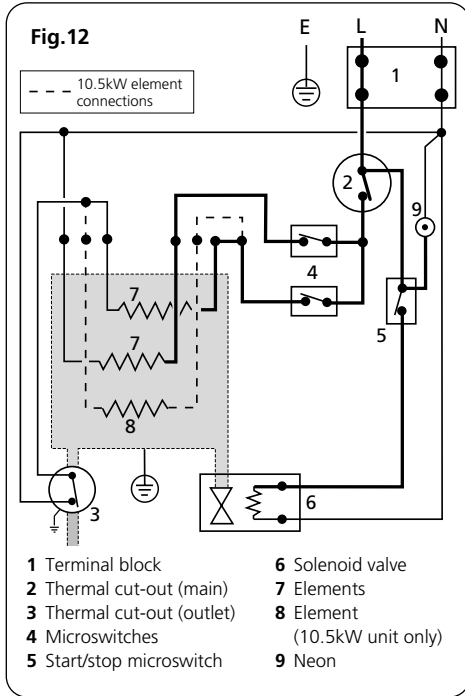 Fig.12
E L N
10.5kW element
connections
1
2
9
4
7
5
7
8
6
3
1 Terminal block
2 Thermal cut-out (main)
3 Thermal cut-out (outlet)
4 Microswitches
5 Start/stop microswitch
6 Solenoid valve
7 Elements
8 Element
(10.5kW unit only)
9 Neon